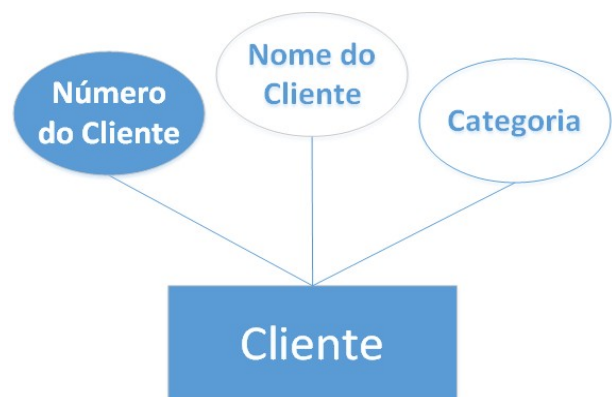 Número
do Cliente
Nome do
Cliente
Categoria
Cliente